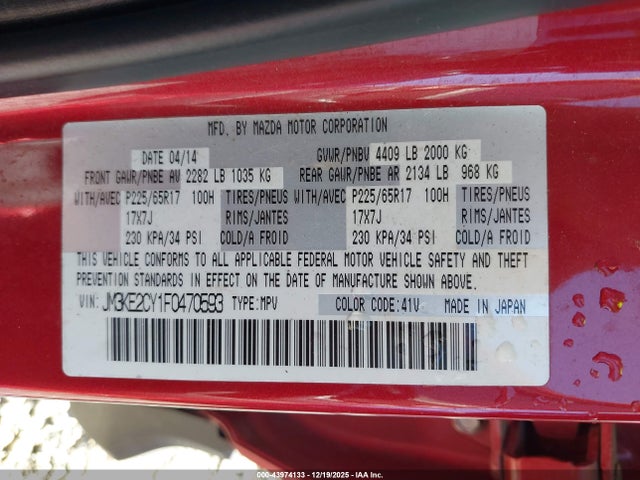 MFD. BY MAZDA MOTOR CORPORATION
DATE 04/14 GVWR/PNBV 4409 LB 2000 KG
FRONT GAWR/PNBE AV 2282 LB 1035 KG REAR GAWR/PNBE AR 2134 LB 968 KG
WITH/AVEC P225/65R17 100H TIRES/PNEUS WITH/AVEC P225/65R17 100H TIRES/PNEUS
17X7J RIMS/JANTES 17X7J RIMS/JANTES
230 KPA/34 PSI COLD/A FROID 230 KPA/34 PSI COLD/A FROID
THIS VEHICLE CONFORMS TO ALL APPLICABLE FEDERAL MOTOR VEHICLE SAFETY AND THEFT
PREVENTION STANDARDS IN EFFECT ON THE DATE OF MANUFACTURE SHOWN ABOVE.
VIN: JM3KE2CY1F0470593 TYPE:MPV COLOR CODE:41V MADE IN JAPAN
000-43974133 - 12/19/2025 - IAA Inc.